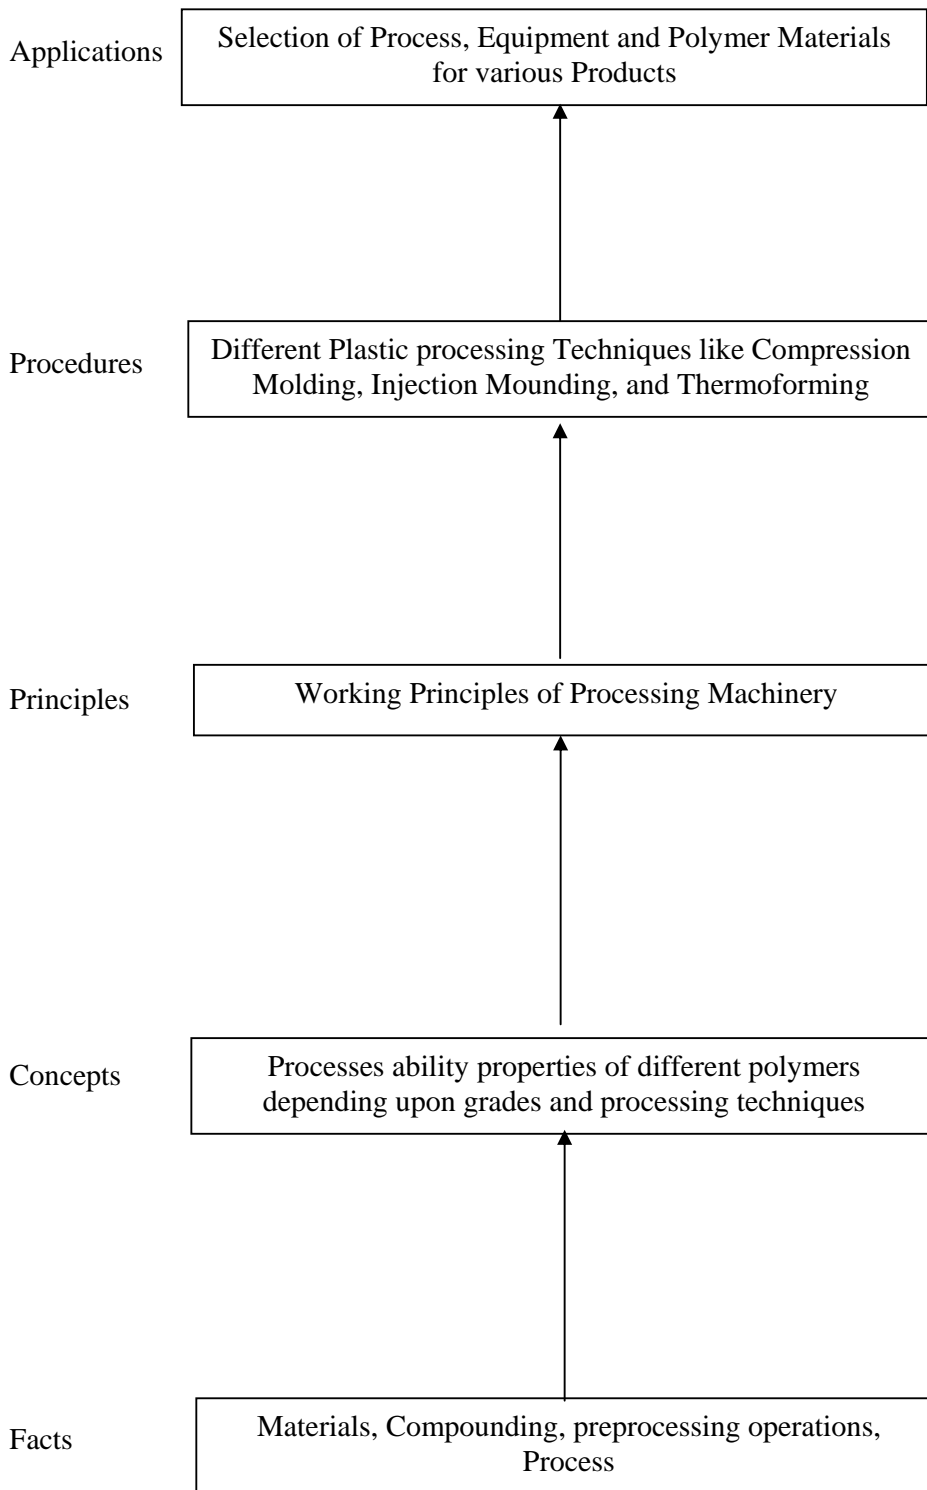 Applications
Selection of Process, Equipment and Polymer Materials
for various Products
Procedures
Different Plastic processing Techniques like Compression
Molding, Injection Mounding, and Thermoforming
Principles
Working Principles of Processing Machinery
Concepts
Processes ability properties of different polymers
depending upon grades and processing techniques
Facts
Materials, Compounding, preprocessing operations,
Process